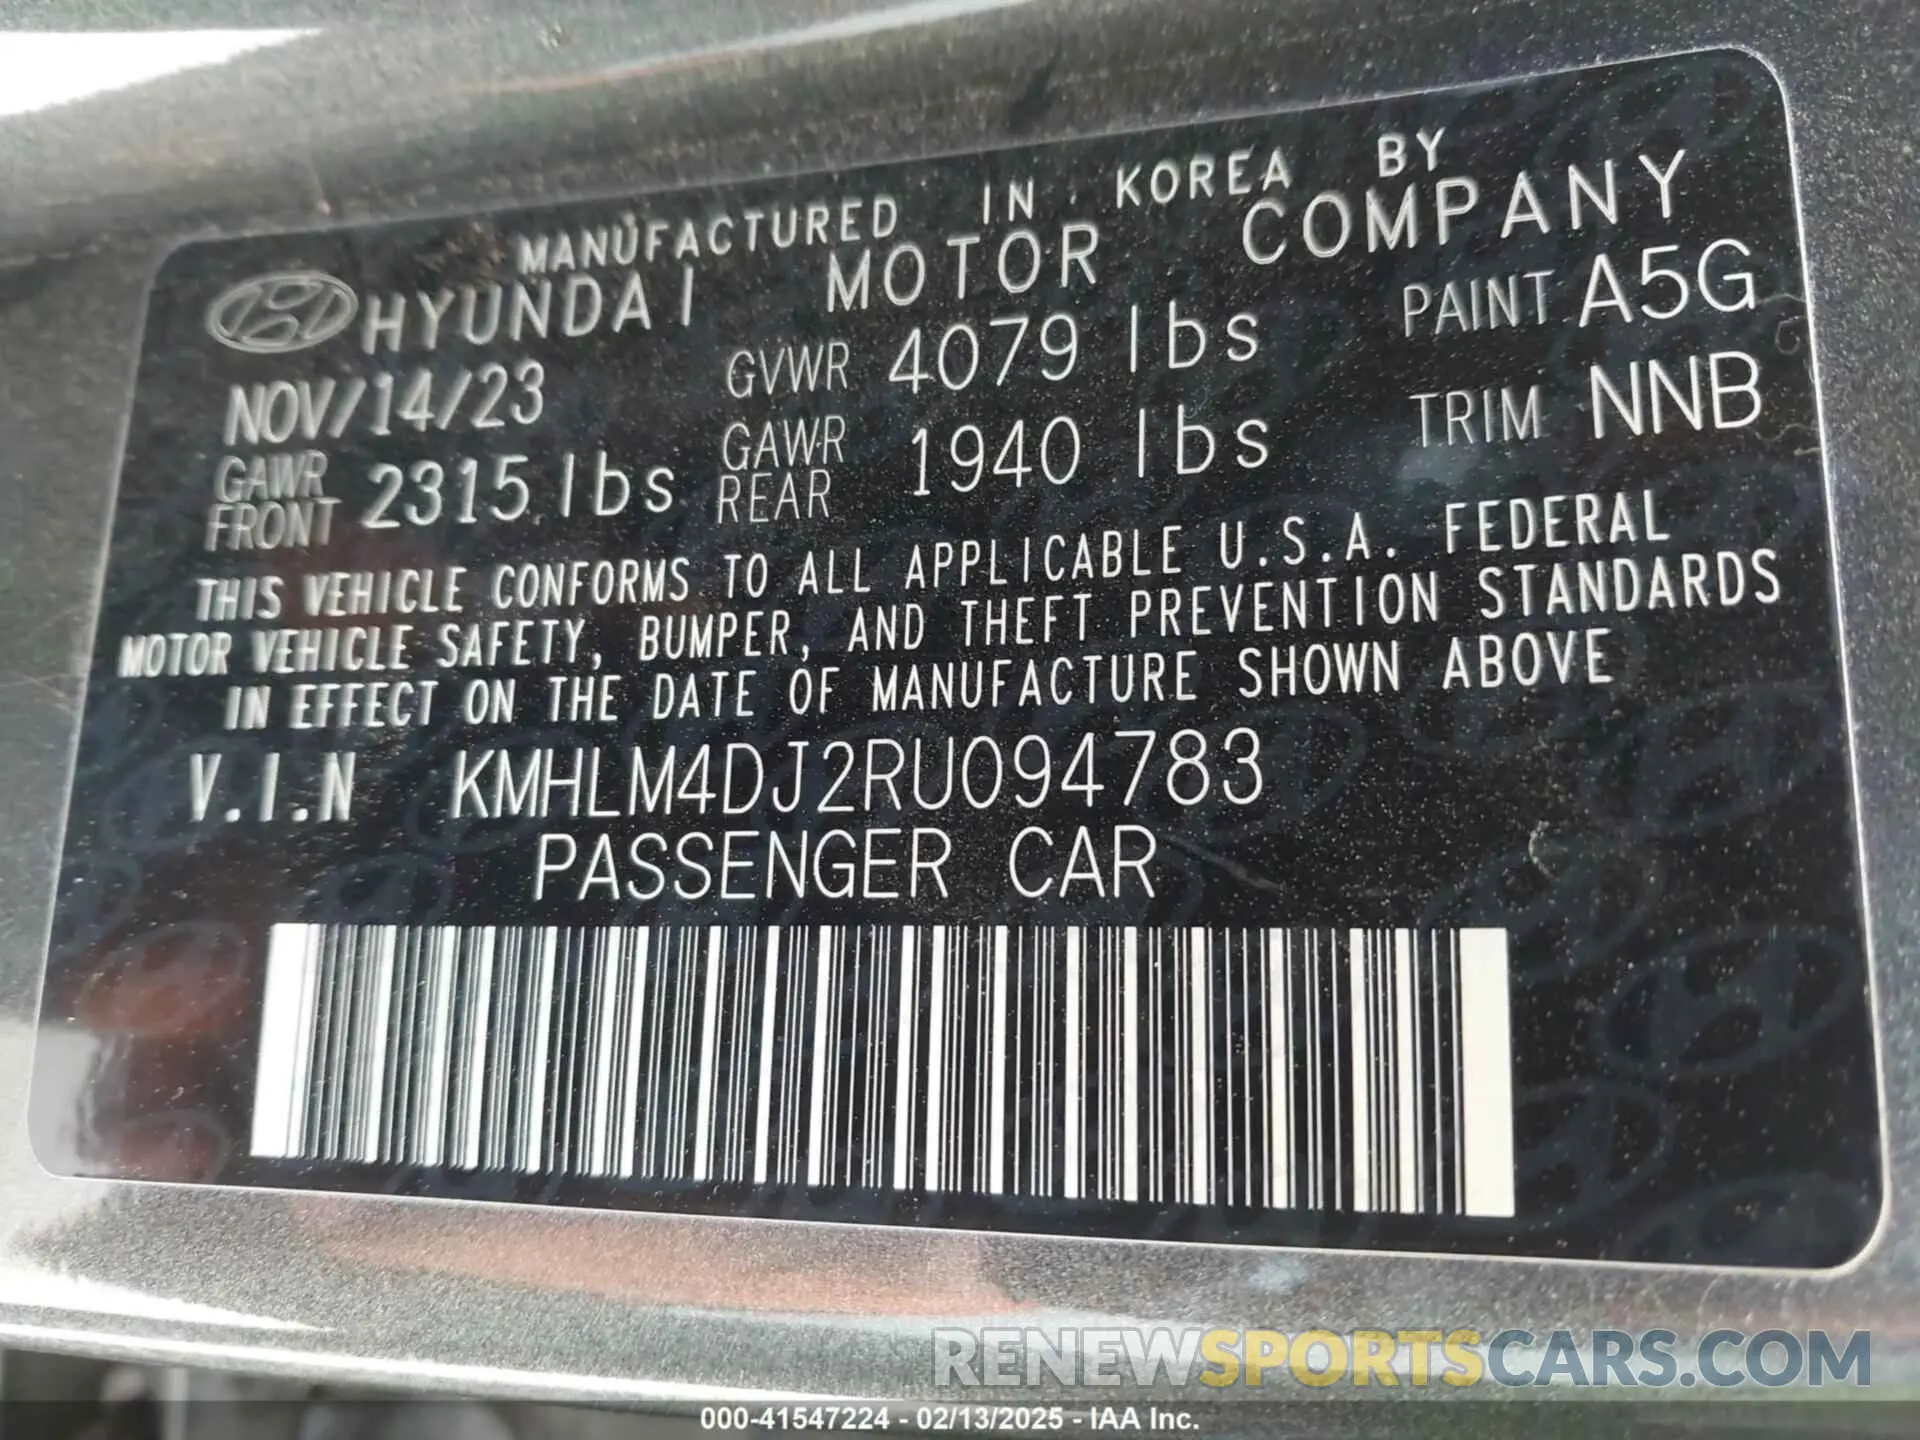 MANUFACTURED IN KOREA BY
HYUNDAI MOTOR COMPANY
NOV/14/23 GVWR 4079 lbs PAINT A5G
GAWR FRONT 2315 lbs GAWR REAR 1940 lbs TRIM NNB
THIS VEHICLE CONFORMS TO ALL APPLICABLE U.S.A. FEDERAL
MOTOR VEHICLE SAFETY, BUMPER, AND THEFT PREVENTION STANDARDS
IN EFFECT ON THE DATE OF MANUFACTURE SHOWN ABOVE
V.I.N KMHLM4DJ2RU094783
PASSENGER CAR
RENEWSPORTSCARS.COM
000-41547224 - 02/13/2025 - IAA Inc.